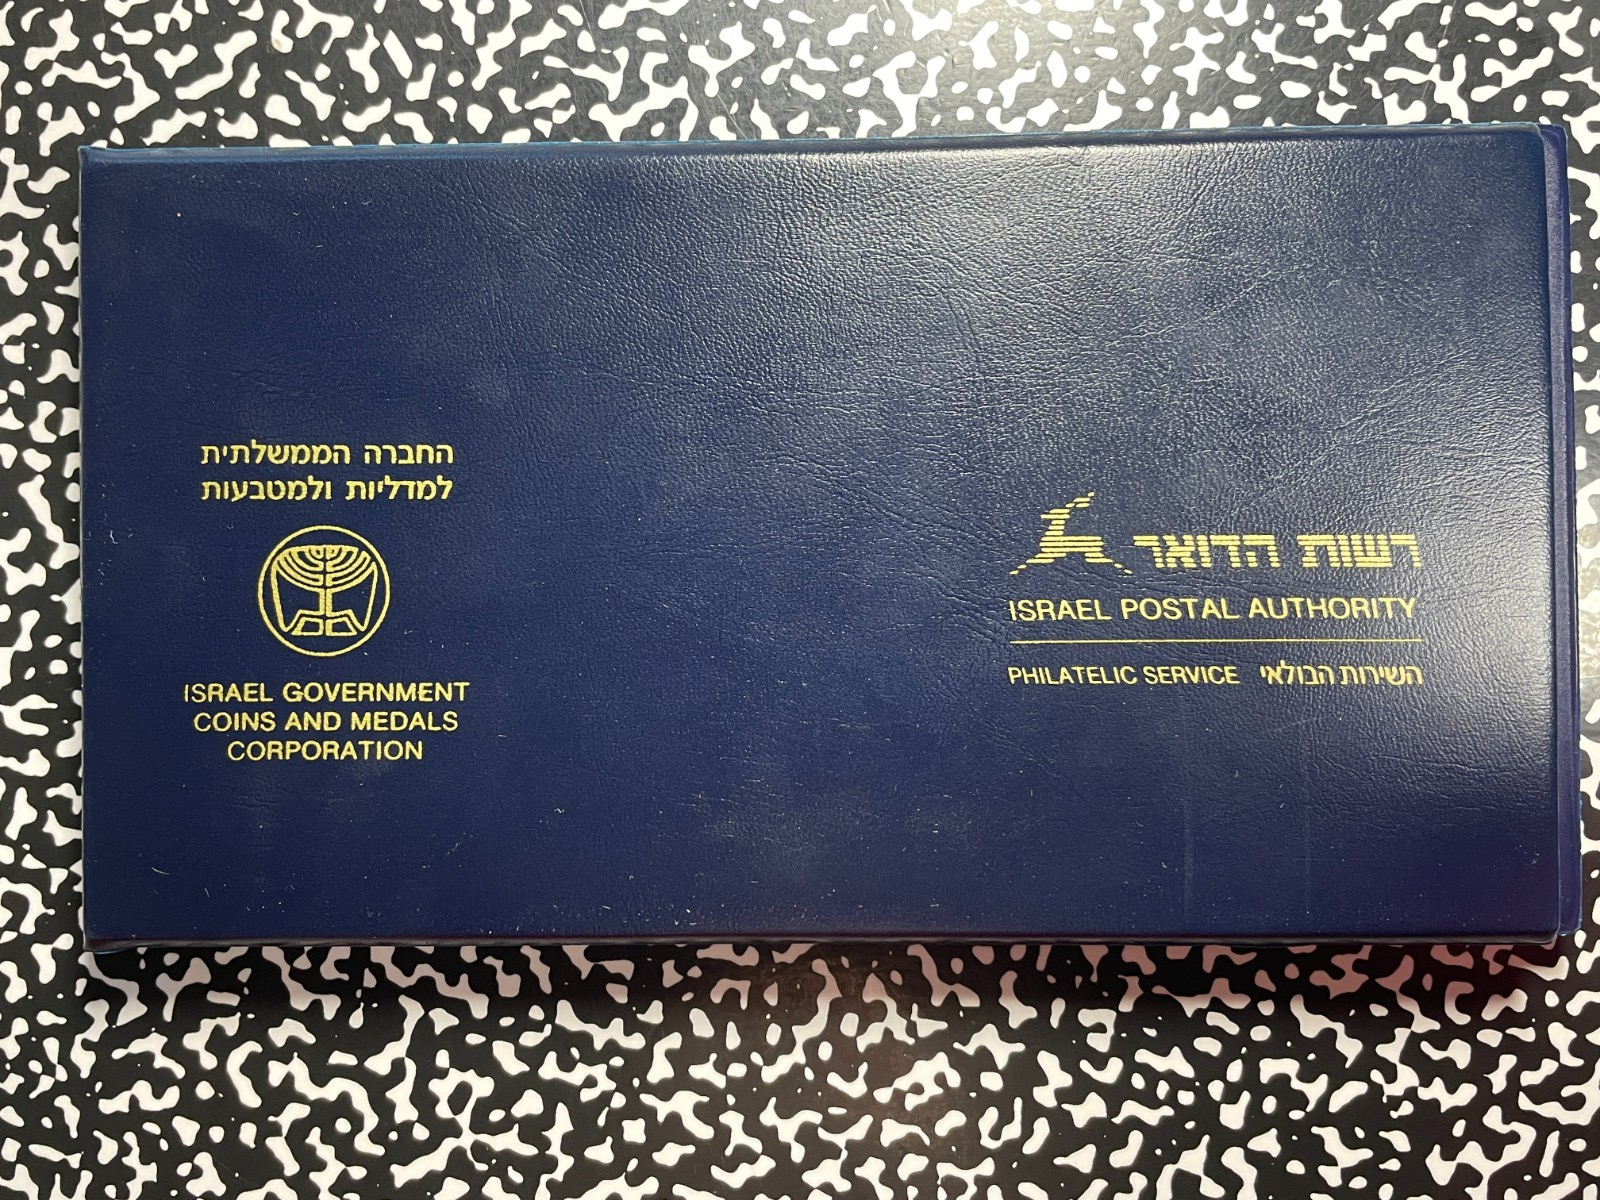 החברה הממשלתית
למדליות ולמטבעות
ISRAEL GOVERNMENT
COINS AND MEDALS
CORPORATION
רשות הדואר
ISRAEL POSTAL AUTHORITY
PHILATELIC SERVICE השירות הבולאי